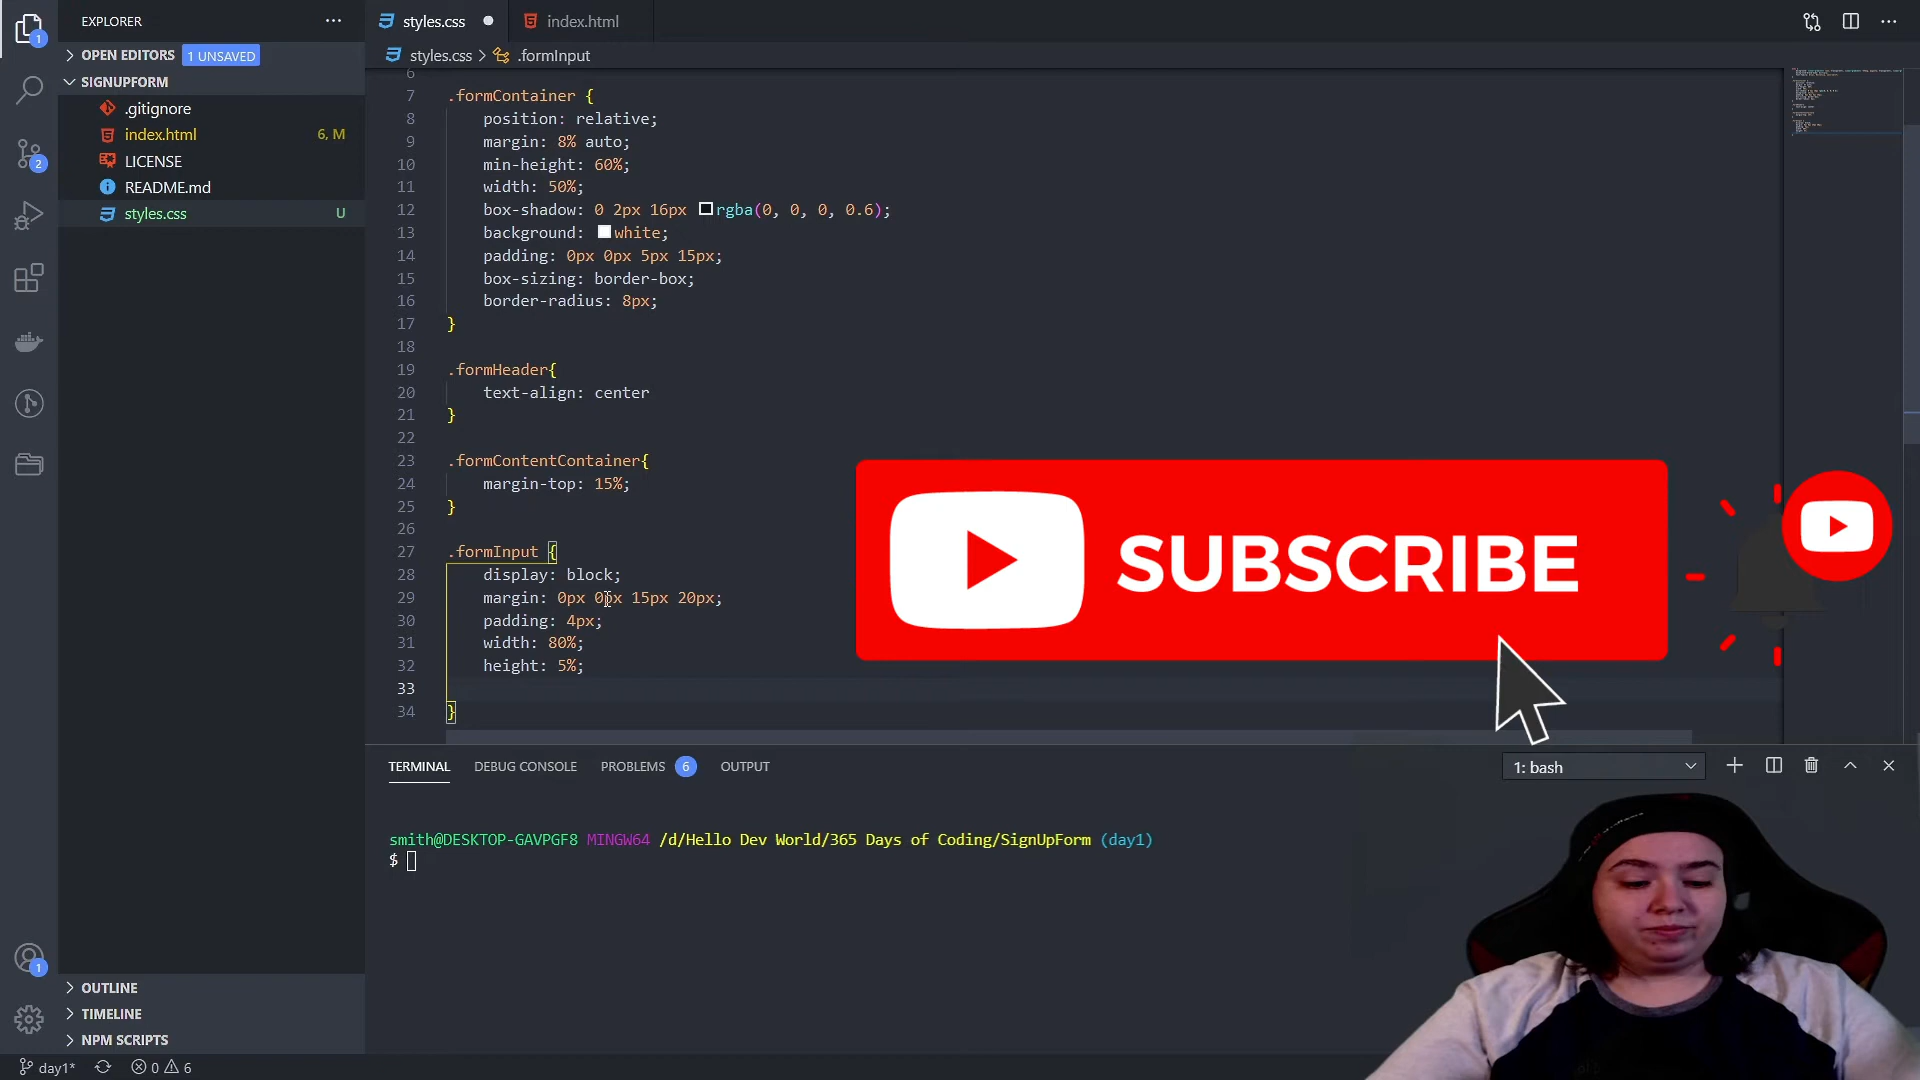 EXPLORER
styles.css
index.html
OPEN EDITORS
1 UNSAVED
styles.css
.formInput
SIGNUPFORM
.gitignore
index.html
6, M
LICENSE
README.md
styles.css
U
1
2
6
7 .formContainer {
8 position: relative;
9 margin: 8% auto;
10 min-height: 60%;
11 width: 50%;
12 box-shadow: 0 2px 16px rgba(0, 0, 0, 0.6);
13 background: white;
14 padding: 0px 0px 5px 15px;
15 box-sizing: border-box;
16 border-radius: 8px;
17 }
18
19 .formHeader{
20 text-align: center
21 }
22
23 .formContentContainer{
24 margin-top: 15%;
25 }
26
27 .formInput {
28 display: block;
29 margin: 0px 0px 15px 20px;
30 padding: 4px;
31 width: 80%;
32 height: 5%;
33
34 }
SUBSCRIBE
TERMINAL
DEBUG CONSOLE
PROBLEMS
6
OUTPUT
1: bash
smith@DESKTOP-GAVPGF8 MINGW64 /d/Hello Dev World/365 Days of Coding/SignUpForm (day1)
$
1
OUTLINE
TIMELINE
NPM SCRIPTS
day1*
0
6